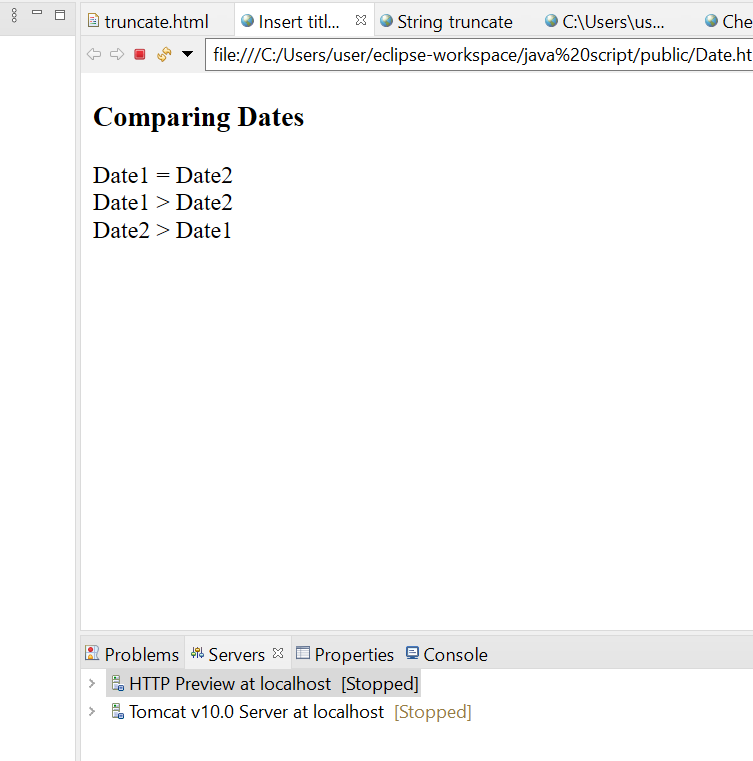 truncate.html Insert titl... String truncate C:\Users\us... Che
file:///C:/Users/user/eclipse-workspace/java%20script/public/Date.ht
Comparing Dates
Date1 = Date2
Date1 > Date2
Date2 > Date1
Problems Servers Properties Console
HTTP Preview at localhost [Stopped]
Tomcat v10.0 Server at localhost [Stopped]